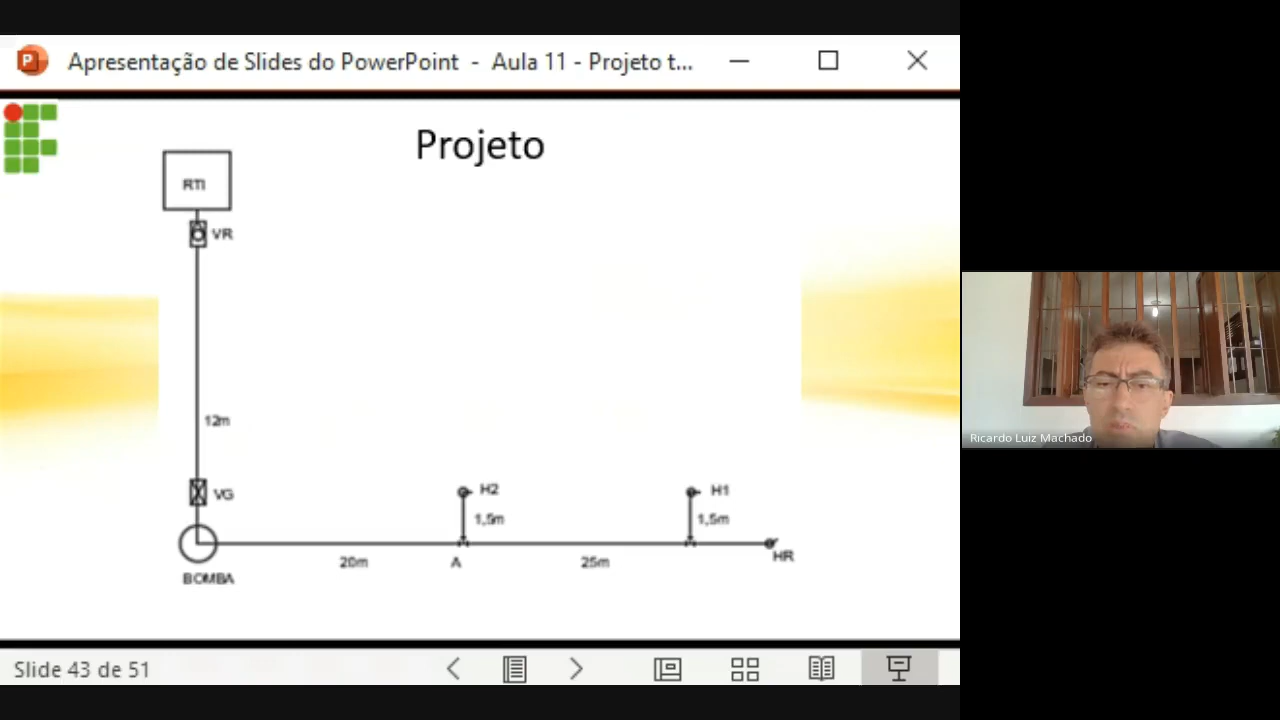 Apresentação de Slides do PowerPoint - Aula 11 - Projeto t...
Projeto
RTI
VR
12m
VG
BOMBA
20m
A
H2
1,5m
25m
H1
1,5m
HR
Ricardo Luiz Machado
Slide 43 de 51